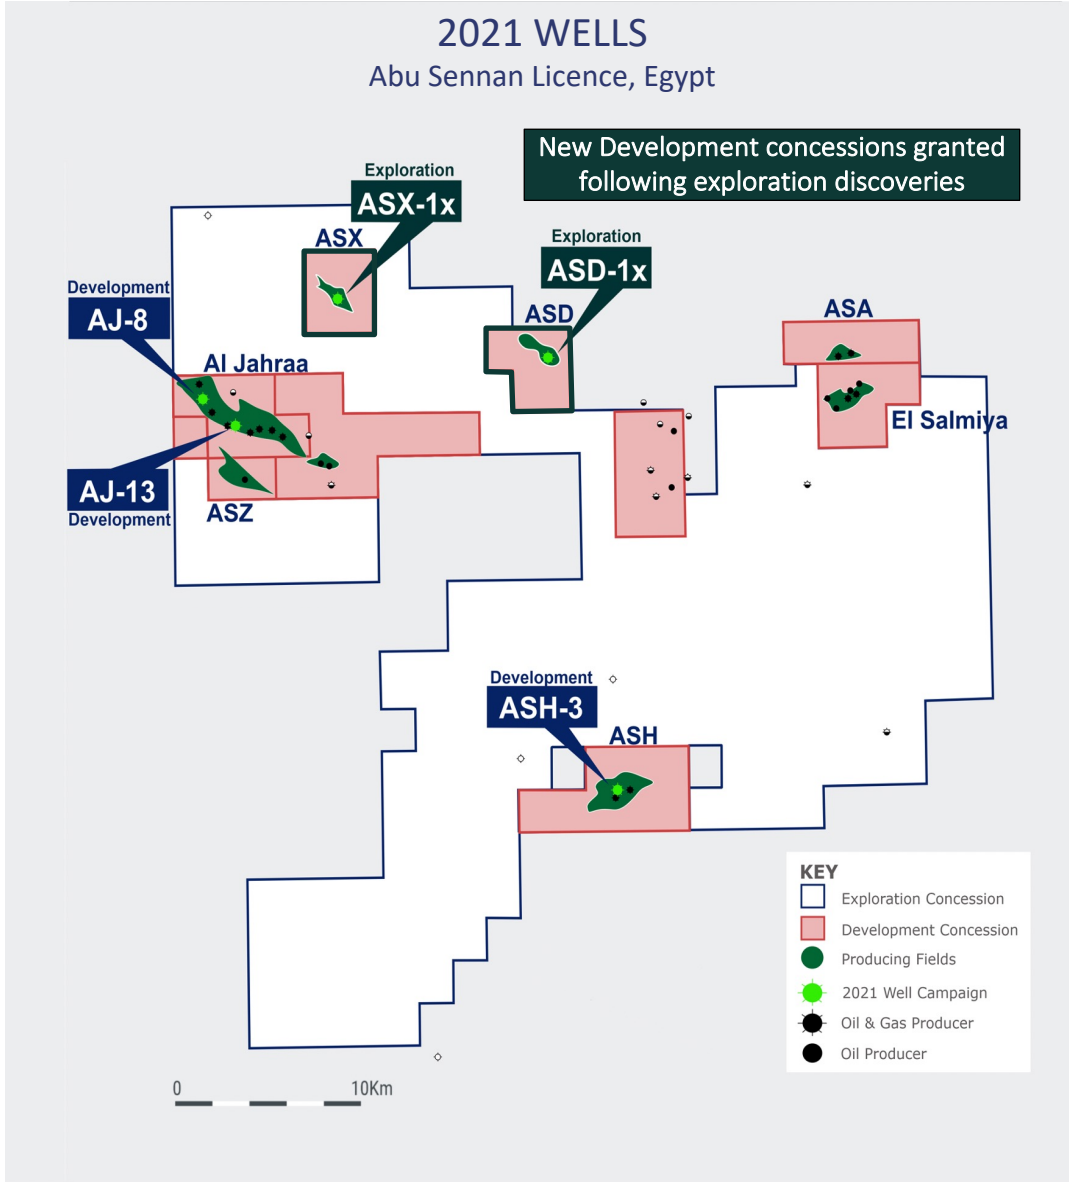 2021 WELLS
Abu Sennan Licence, Egypt
New Development concessions granted
following exploration discoveries
Exploration
ASX-1x
ASX
Exploration
ASD-1x
ASD
Development
AJ-8
Al Jahraa
ASA
El Salmiya
AJ-13
Development
ASZ
Development
ASH-3
ASH
KEY
Exploration Concession
Development Concession
Producing Fields
2021 Well Campaign
Oil & Gas Producer
Oil Producer
0 10Km